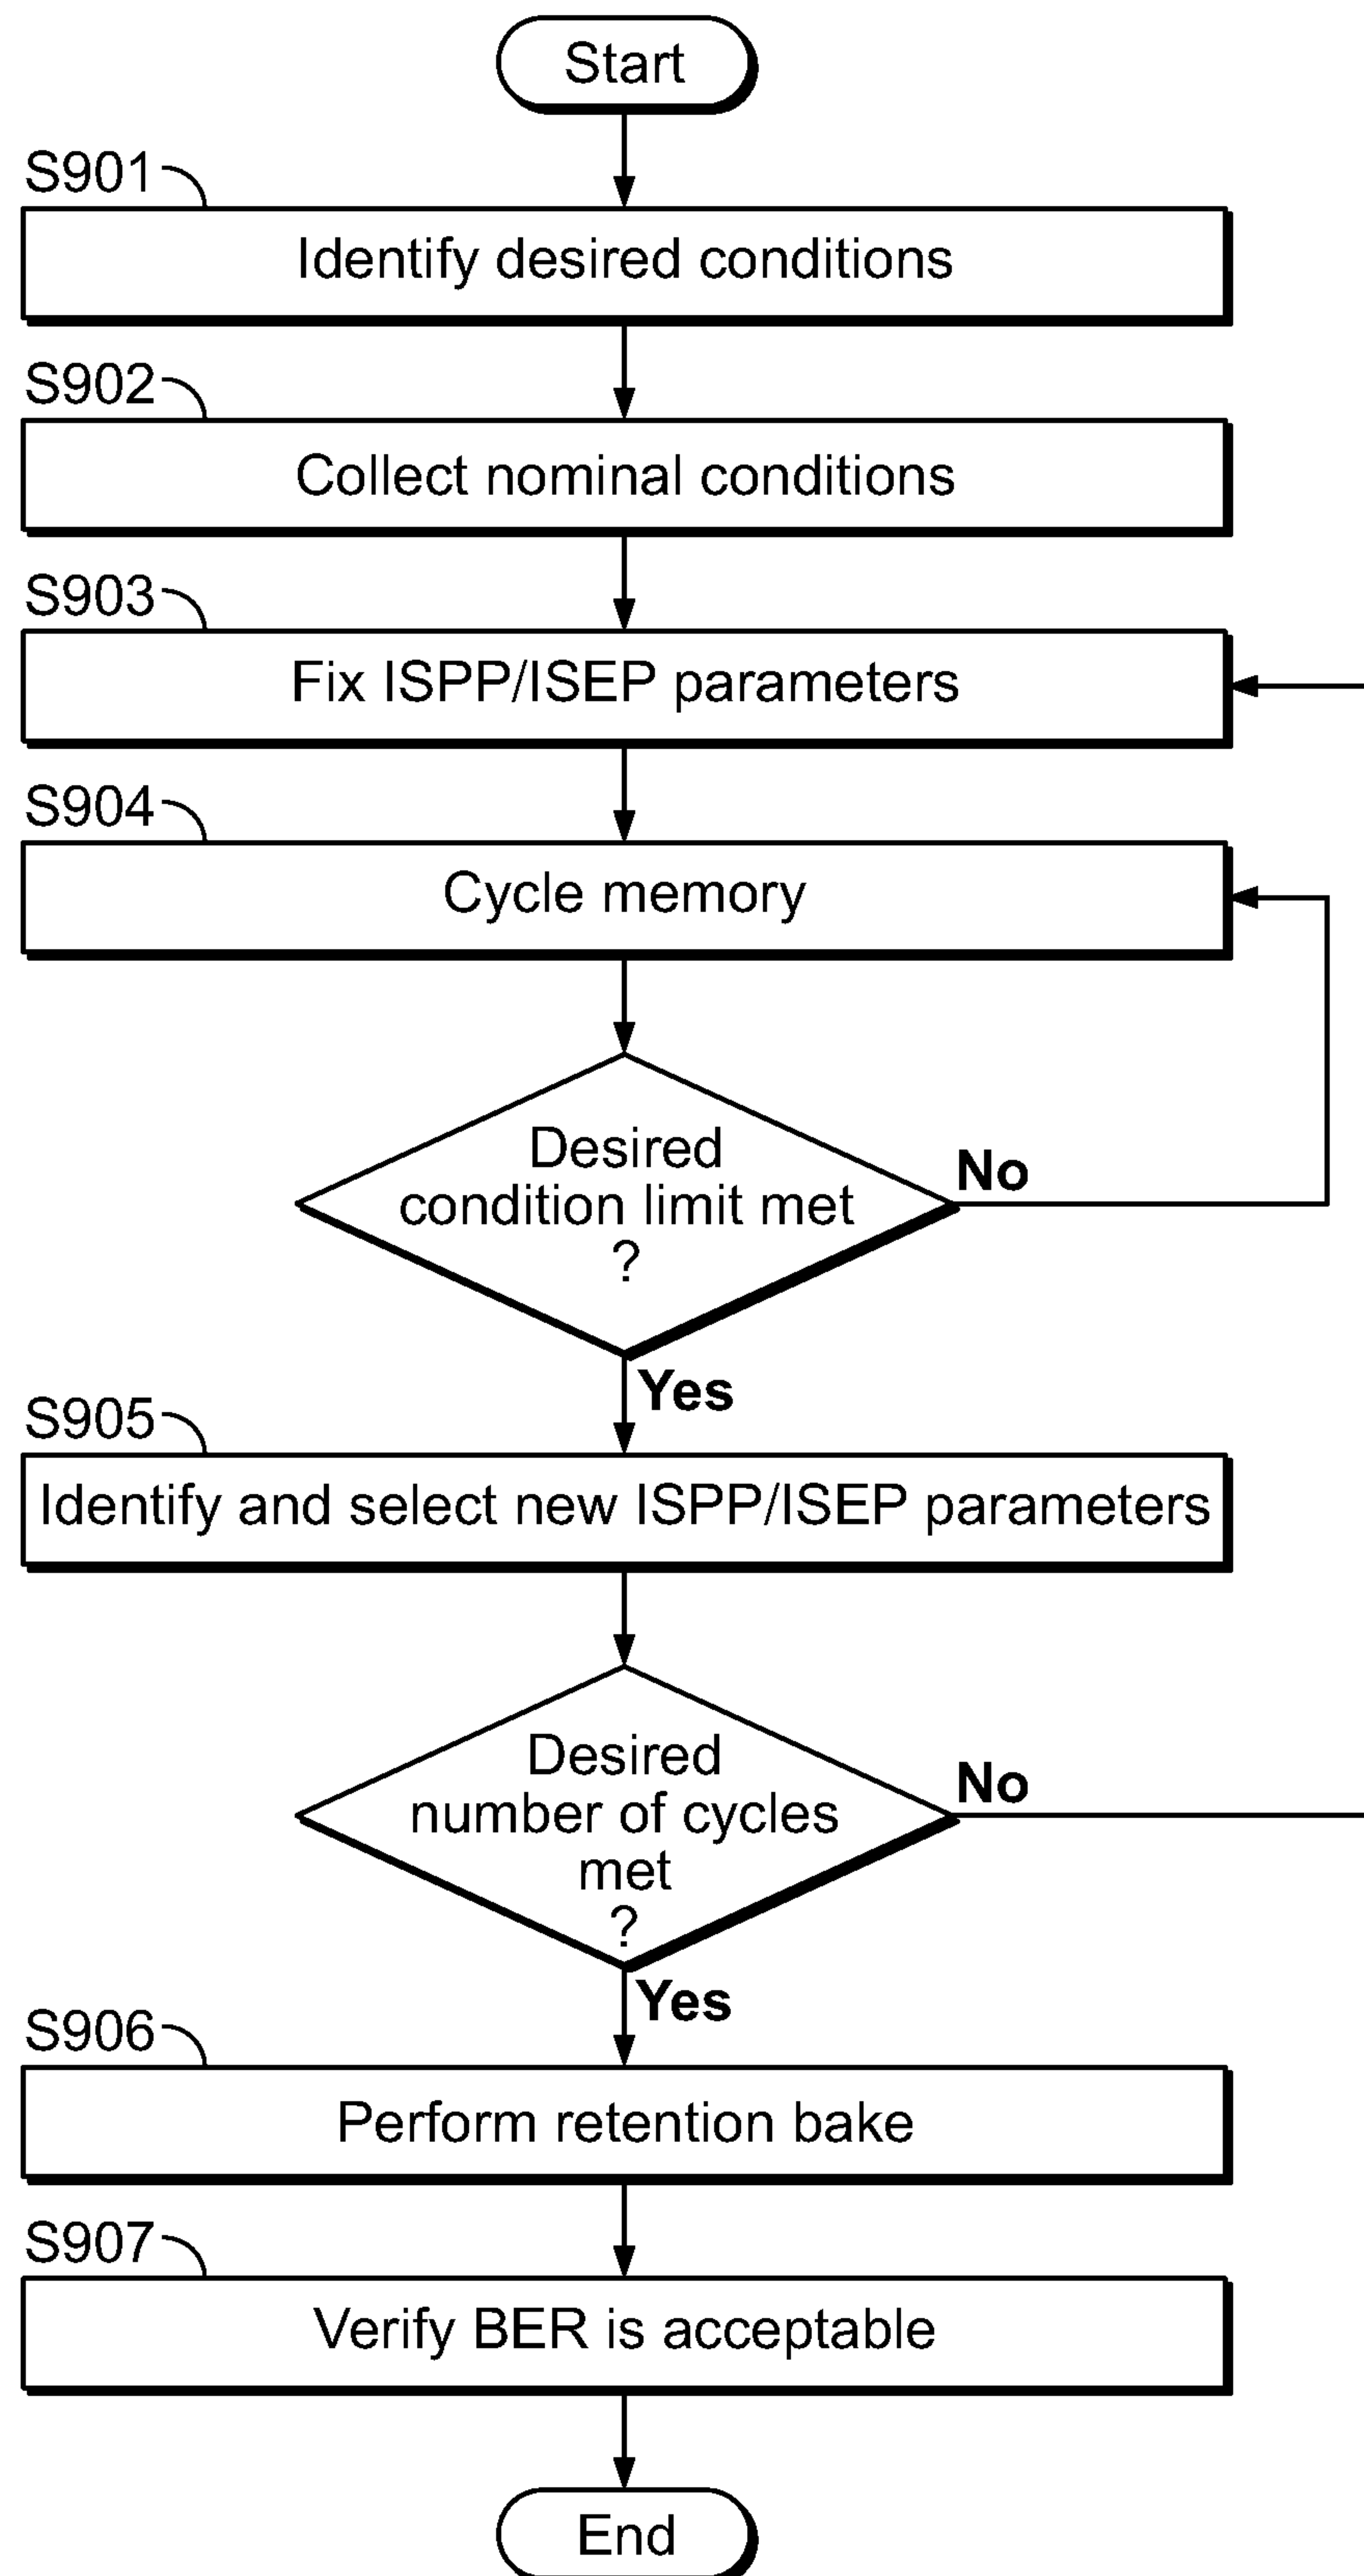 Start
S901
Identify desired conditions
S902
Collect nominal conditions
S903
Fix ISPP/ISEP parameters
S904
Cycle memory
Desired
condition limit met
?
No
Yes
S905
Identify and select new ISPP/ISEP parameters
Desired
number of cycles
met
?
No
Yes
S906
Perform retention bake
S907
Verify BER is acceptable
End